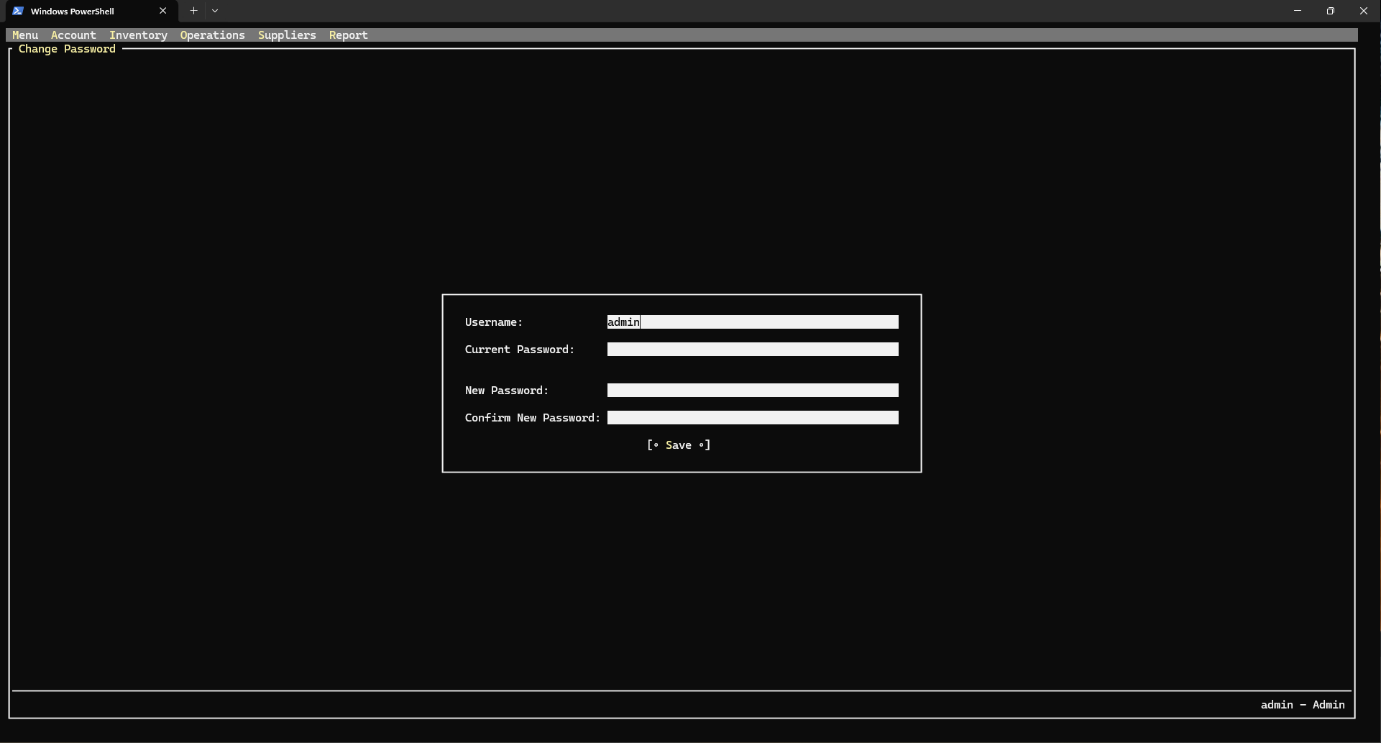 Windows PowerShell
Menu Account Inventory Operations Suppliers Report
Change Password
Username: admin
Current Password:
New Password:
Confirm New Password:
[∘ Save ∘]
admin - Admin